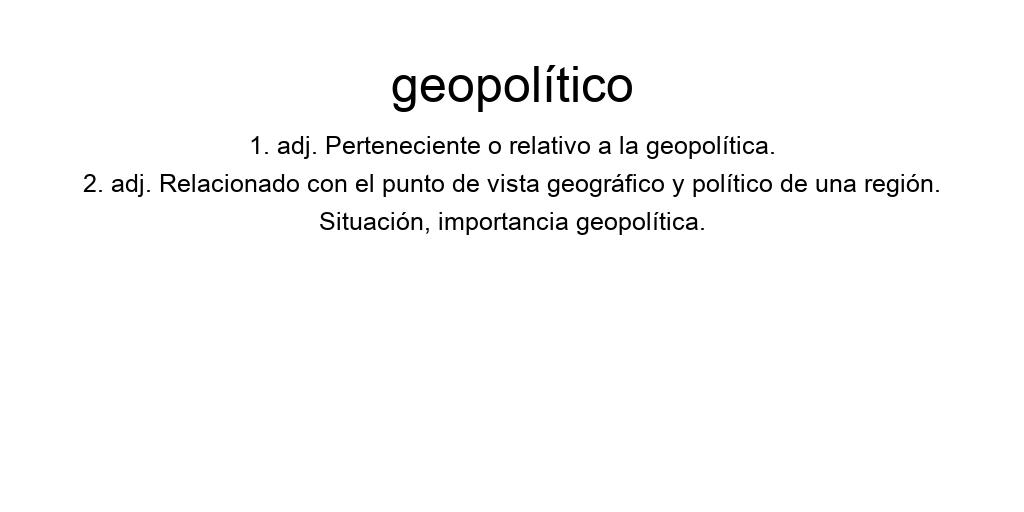 geopolítico
1. adj. Perteneciente o relativo a la geopolítica.
2. adj. Relacionado con el punto de vista geográfico y político de una región.
Situación, importancia geopolítica.